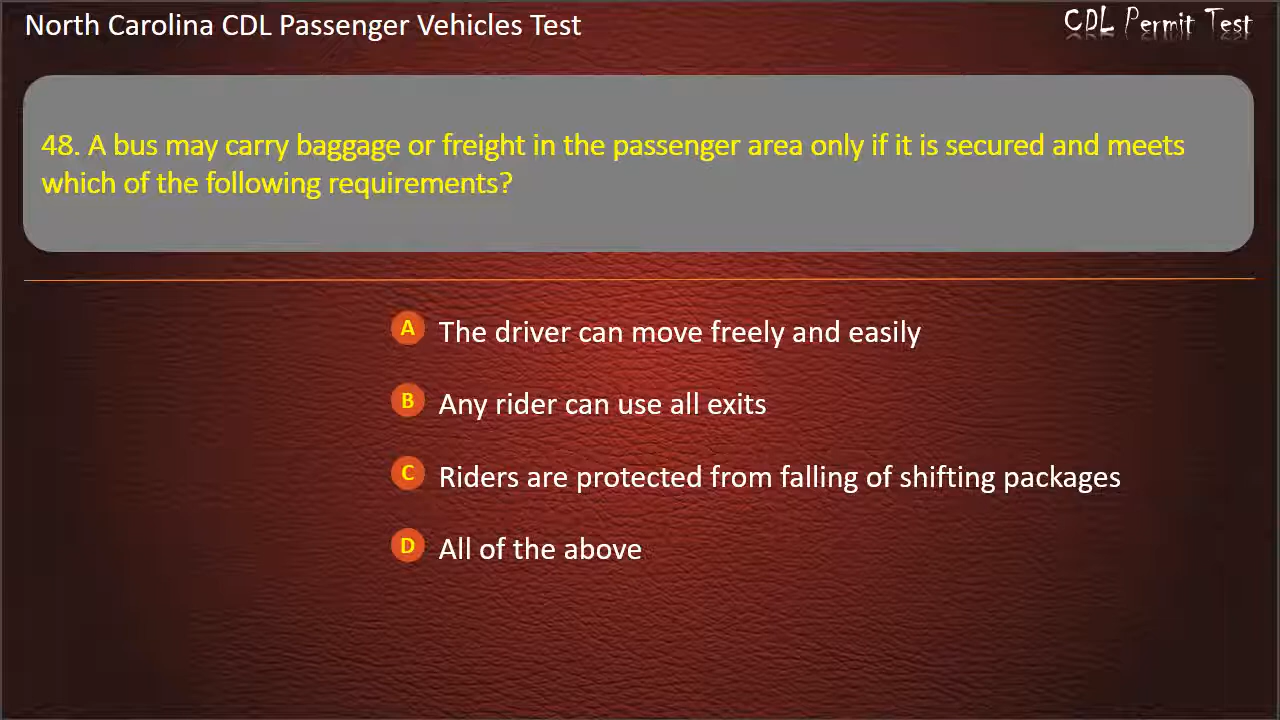 North Carolina CDL Passenger Vehicles Test
CDL Permit Test
48. A bus may carry baggage or freight in the passenger area only if it is secured and meets
which of the following requirements?
A The driver can move freely and easily
B Any rider can use all exits
C Riders are protected from falling of shifting packages
D All of the above